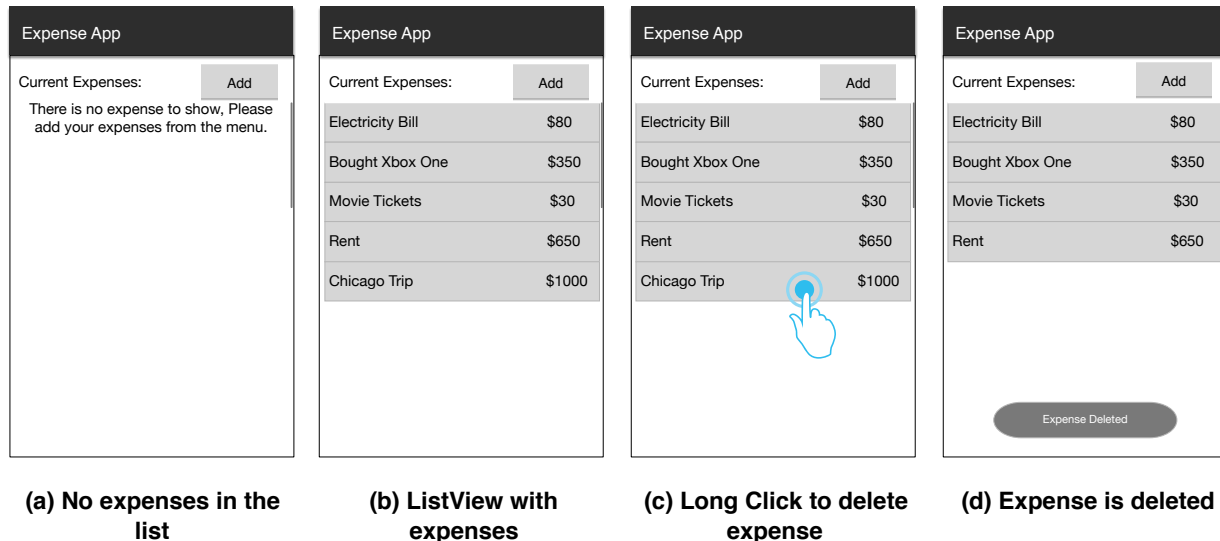 Expense App
Current Expenses:
Add
There is no expense to show, Please
add your expenses from the menu.
(a) No expenses in the
list
Expense App
Current Expenses:
Add
Electricity Bill $80
Bought Xbox One $350
Movie Tickets $30
Rent $650
Chicago Trip $1000
(b) ListView with
expenses
Expense App
Current Expenses:
Add
Electricity Bill $80
Bought Xbox One $350
Movie Tickets $30
Rent $650
Chicago Trip $1000
(c) Long Click to delete
expense
Expense App
Current Expenses:
Add
Electricity Bill $80
Bought Xbox One $350
Movie Tickets $30
Rent $650
Expense Deleted
(d) Expense is deleted